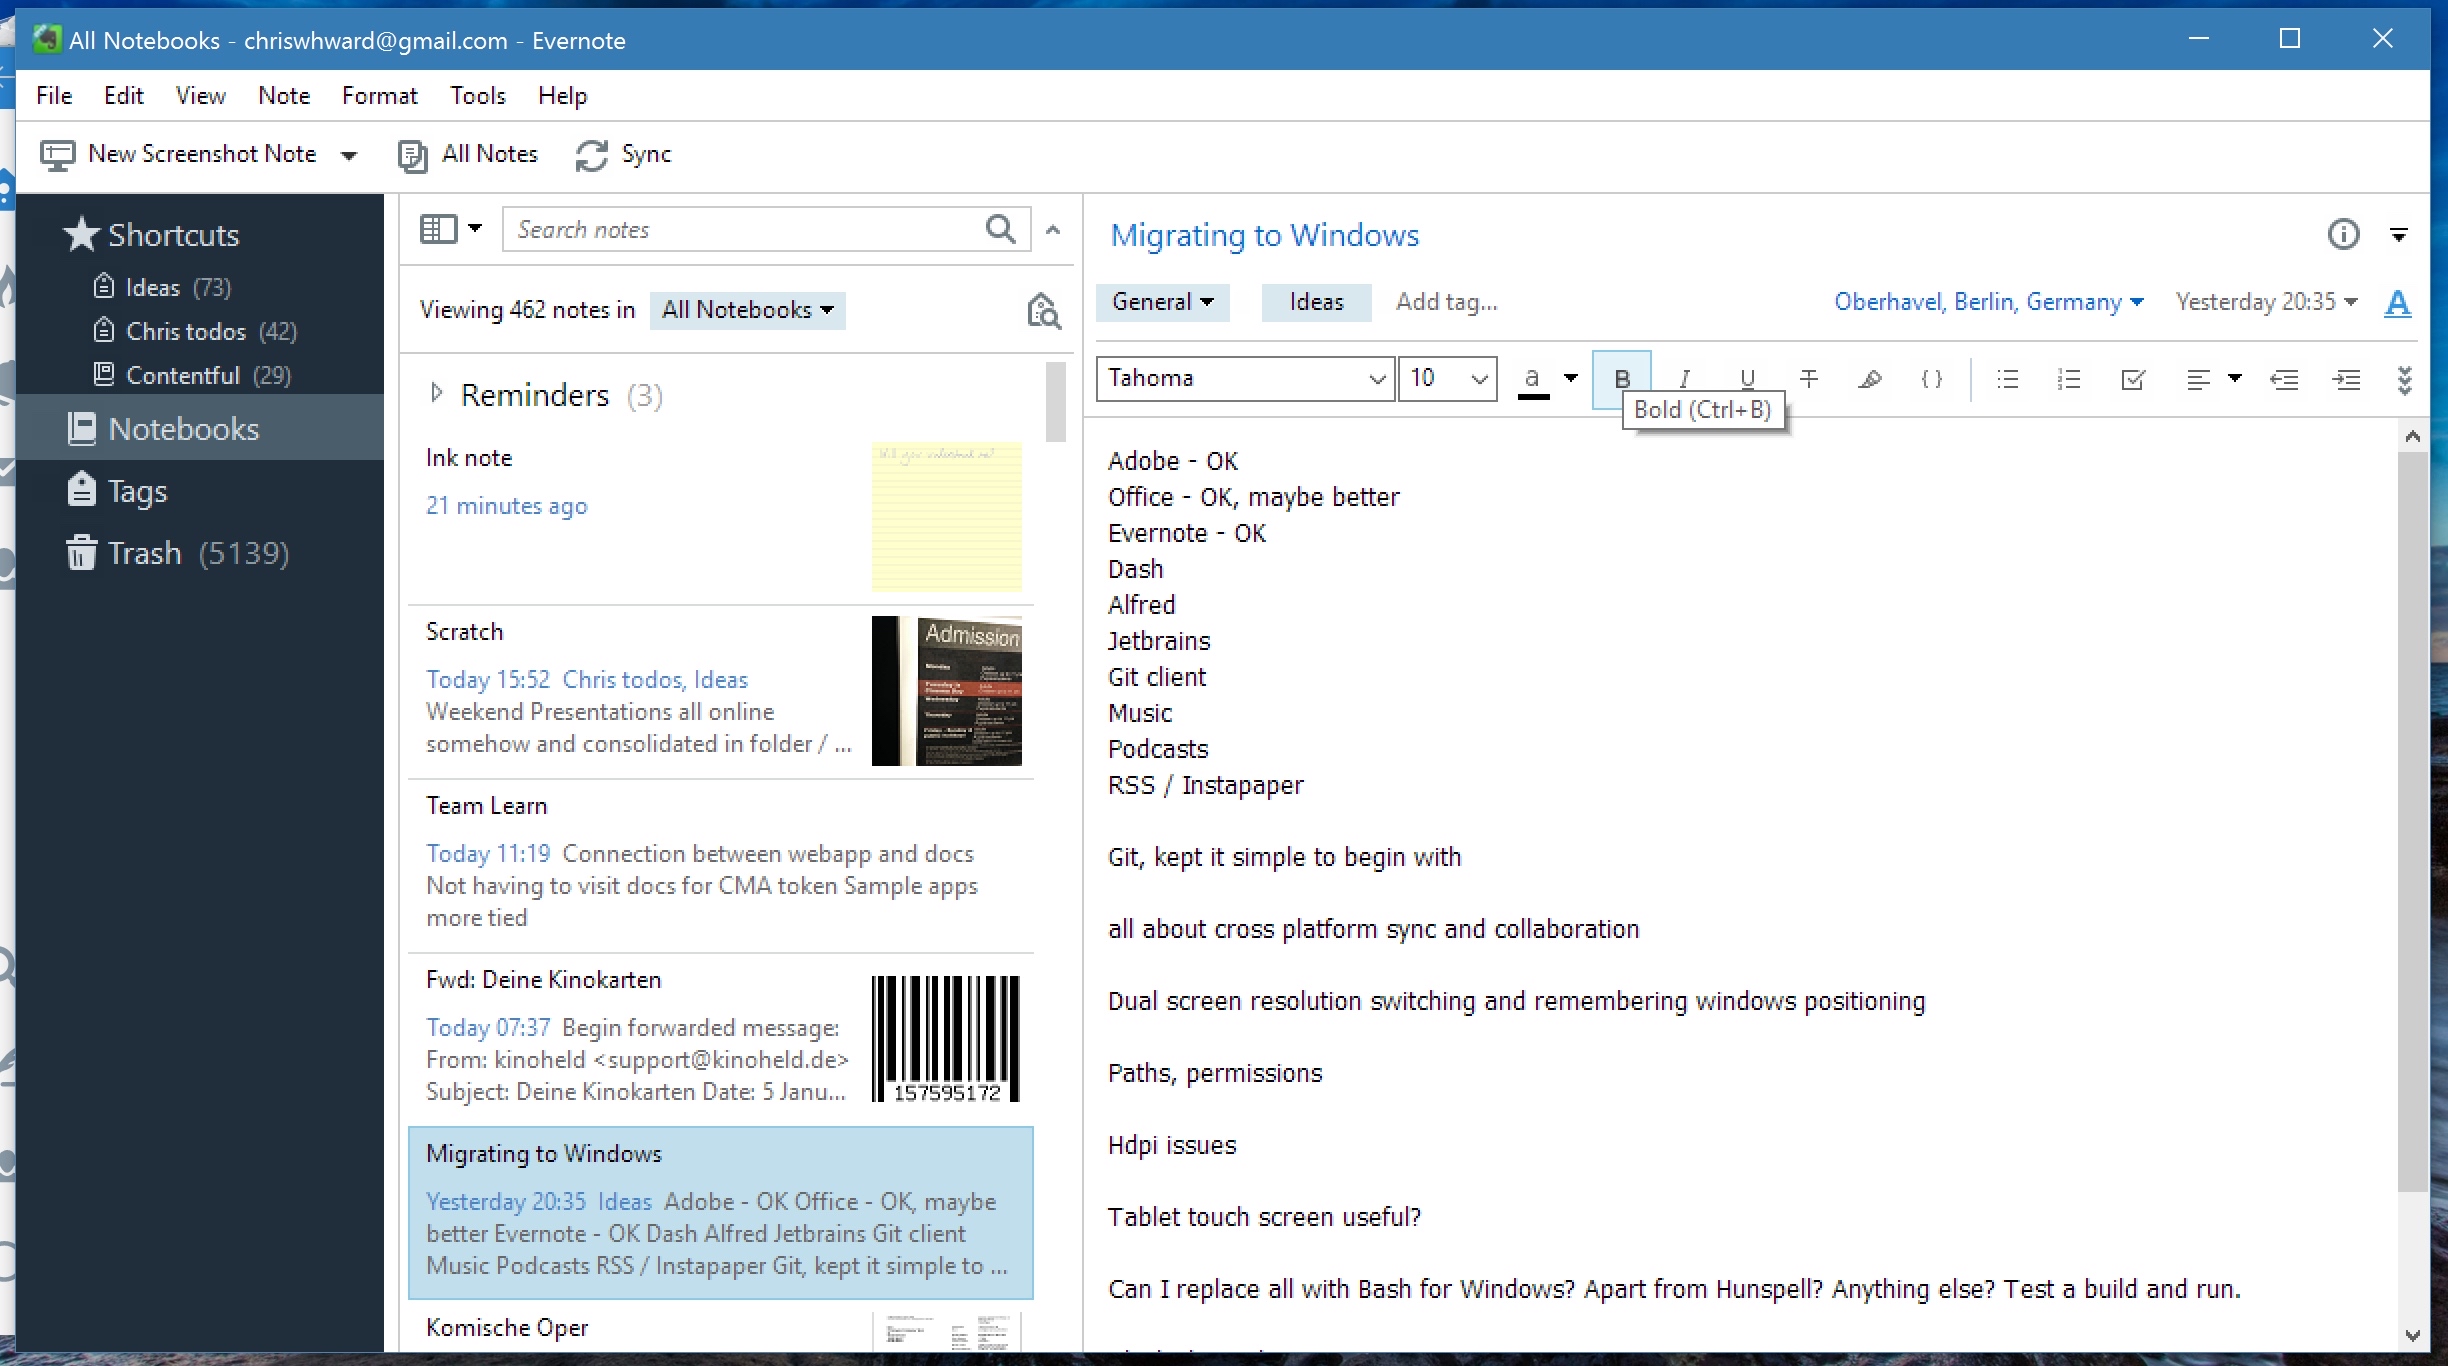 All Notebooks - chriswhward@gmail.com - Evernote
File Edit View Note Format Tools Help
New Screenshot Note All Notes Sync
Shortcuts
Ideas (73)
Chris todos (42)
Contentful (29)
Notebooks
Tags
Trash (5139)
Search notes
Viewing 462 notes in All Notebooks
Reminders (3)
Ink note
21 minutes ago
Scratch
Today 15:52 Chris todos, Ideas
Weekend Presentations all online
somehow and consolidated in folder / ...
Admission
Team Learn
Today 11:19 Connection between webapp and docs
Not having to visit docs for CMA token Sample apps
more tied
Fwd: Deine Kinokarten
Today 07:37 Begin forwarded message:
From: kinoheld <support@kinoheld.de>
Subject: Deine Kinokarten Date: 5 Janu...
157595172
Migrating to Windows
Yesterday 20:35 Ideas Adobe - OK Office - OK, maybe
better Evernote - OK Dash Alfred Jetbrains Git client
Music Podcasts RSS / Instapaper Git, kept it simple to ...
Komische Oper
Migrating to Windows
General Ideas Add tag... Oberhavel, Berlin, Germany Yesterday 20:35 A
Tahoma 10 a B I U T { }
Bold (Ctrl+B)
Adobe - OK
Office - OK, maybe better
Evernote - OK
Dash
Alfred
Jetbrains
Git client
Music
Podcasts
RSS / Instapaper
Git, kept it simple to begin with
all about cross platform sync and collaboration
Dual screen resolution switching and remembering windows positioning
Paths, permissions
Hdpi issues
Tablet touch screen useful?
Can I replace all with Bash for Windows? Apart from Hunspell? Anything else? Test a build and run.